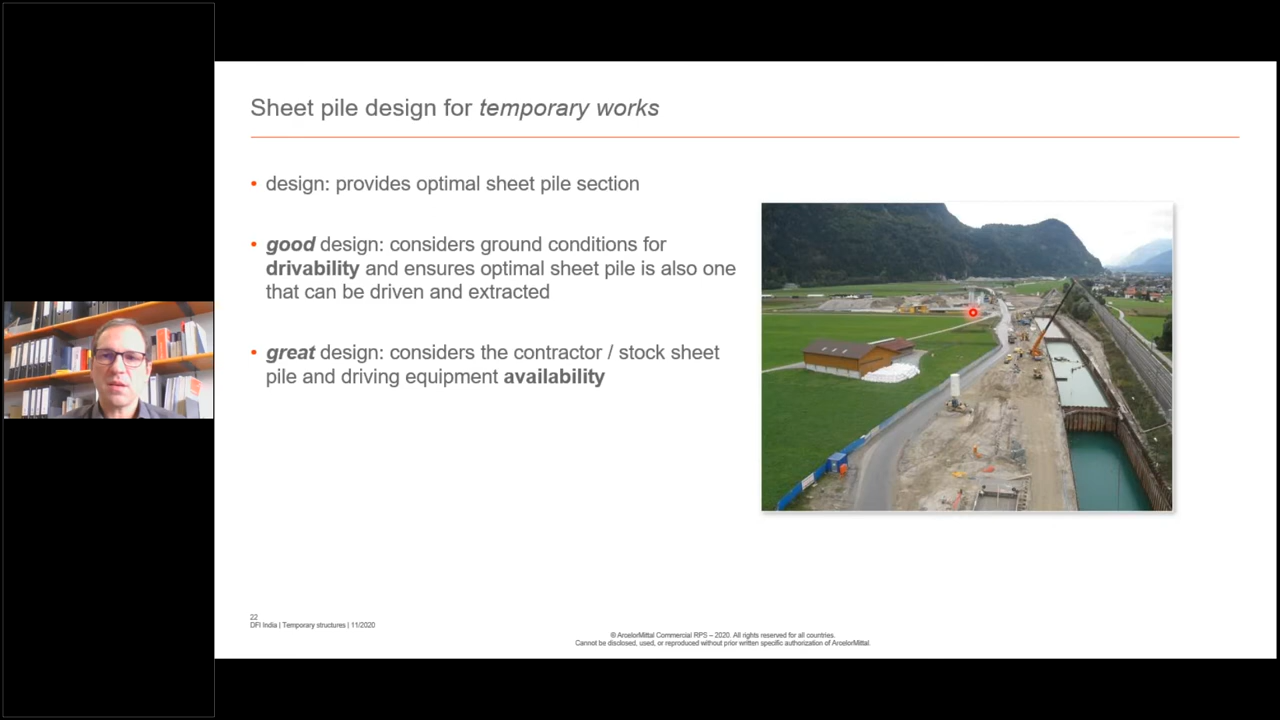 Sheet pile design for temporary works
• design: provides optimal sheet pile section
• good design: considers ground conditions for
drivability and ensures optimal sheet pile is also one
that can be driven and extracted
• great design: considers the contractor / stock sheet
pile and driving equipment availability
22
DFI India | Temporary structures | 11/2020
© ArcelorMittal Commercial RPS – 2020. All rights reserved for all countries.
Cannot be disclosed, used, or reproduced without prior written specific authorization of ArcelorMittal.